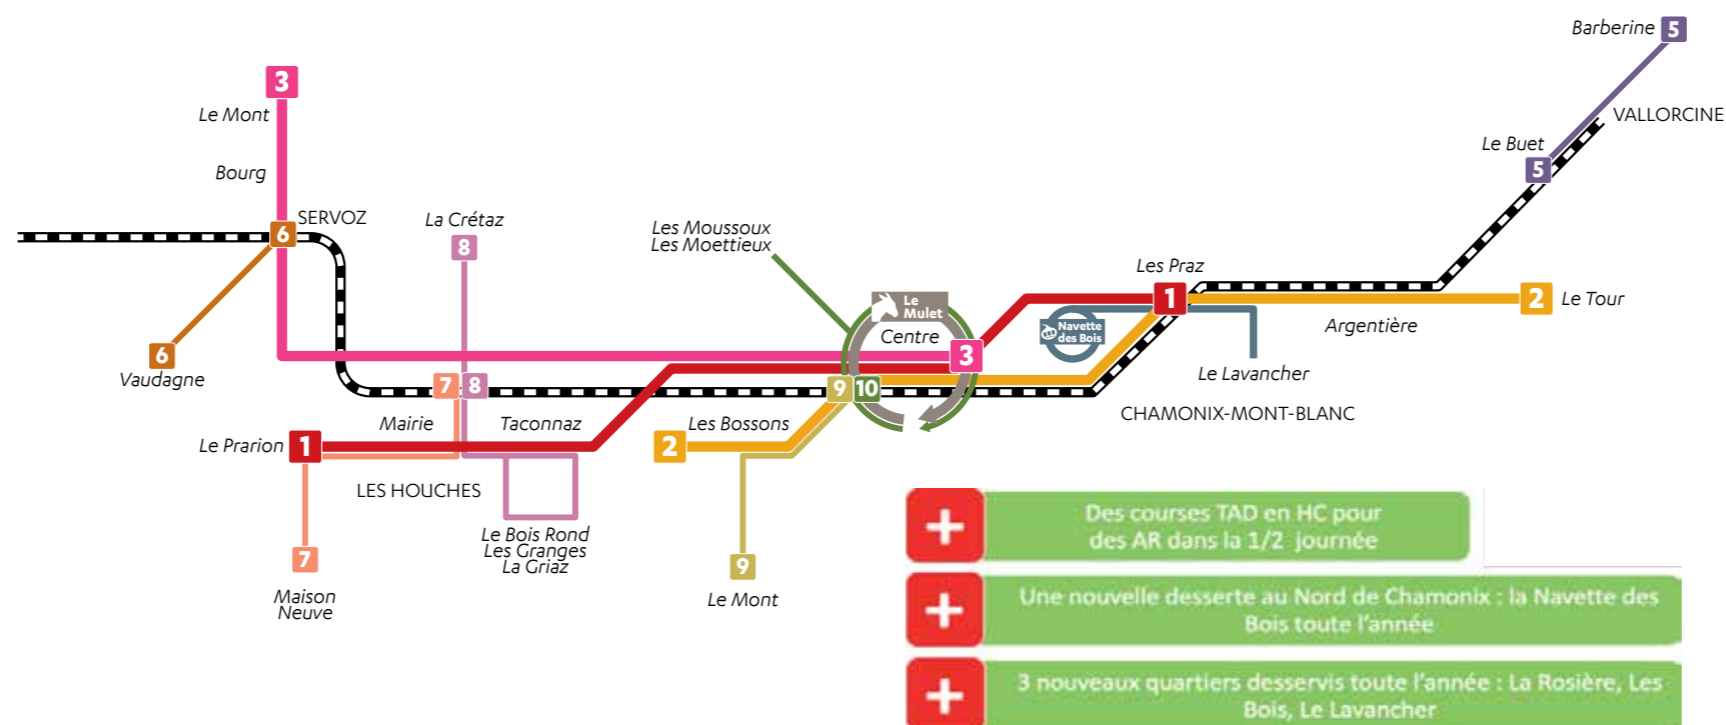 Barberine
5
VALLORCINE
Le Buet
5
3
Le Mont
Bourg
SERVOZ
6
La Crétaz
8
Les Moussoux
Les Moettieux
Le
Mulet
Centre
3
Les Praz
1
2
Le Tour
Argentière
Navette
des Bois
Le Lavancher
CHAMONIX-MONT-BLANC
6
Vaudagne
7
8
9
10
Mairie
Taconnaz
Le Prarion
1
2
Les Bossons
LES HOUCHES
Le Bois Rond
Les Granges
La Griaz
7
Maison
Neuve
9
Le Mont
+
Des courses TAD en HC pour
des AR dans la 1/2 journée
+
Une nouvelle desserte au Nord de Chamonix : la Navette des
Bois toute l'année
+
3 nouveaux quartiers desservis toute l'année : La Rosière, Les
Bois, Le Lavancher